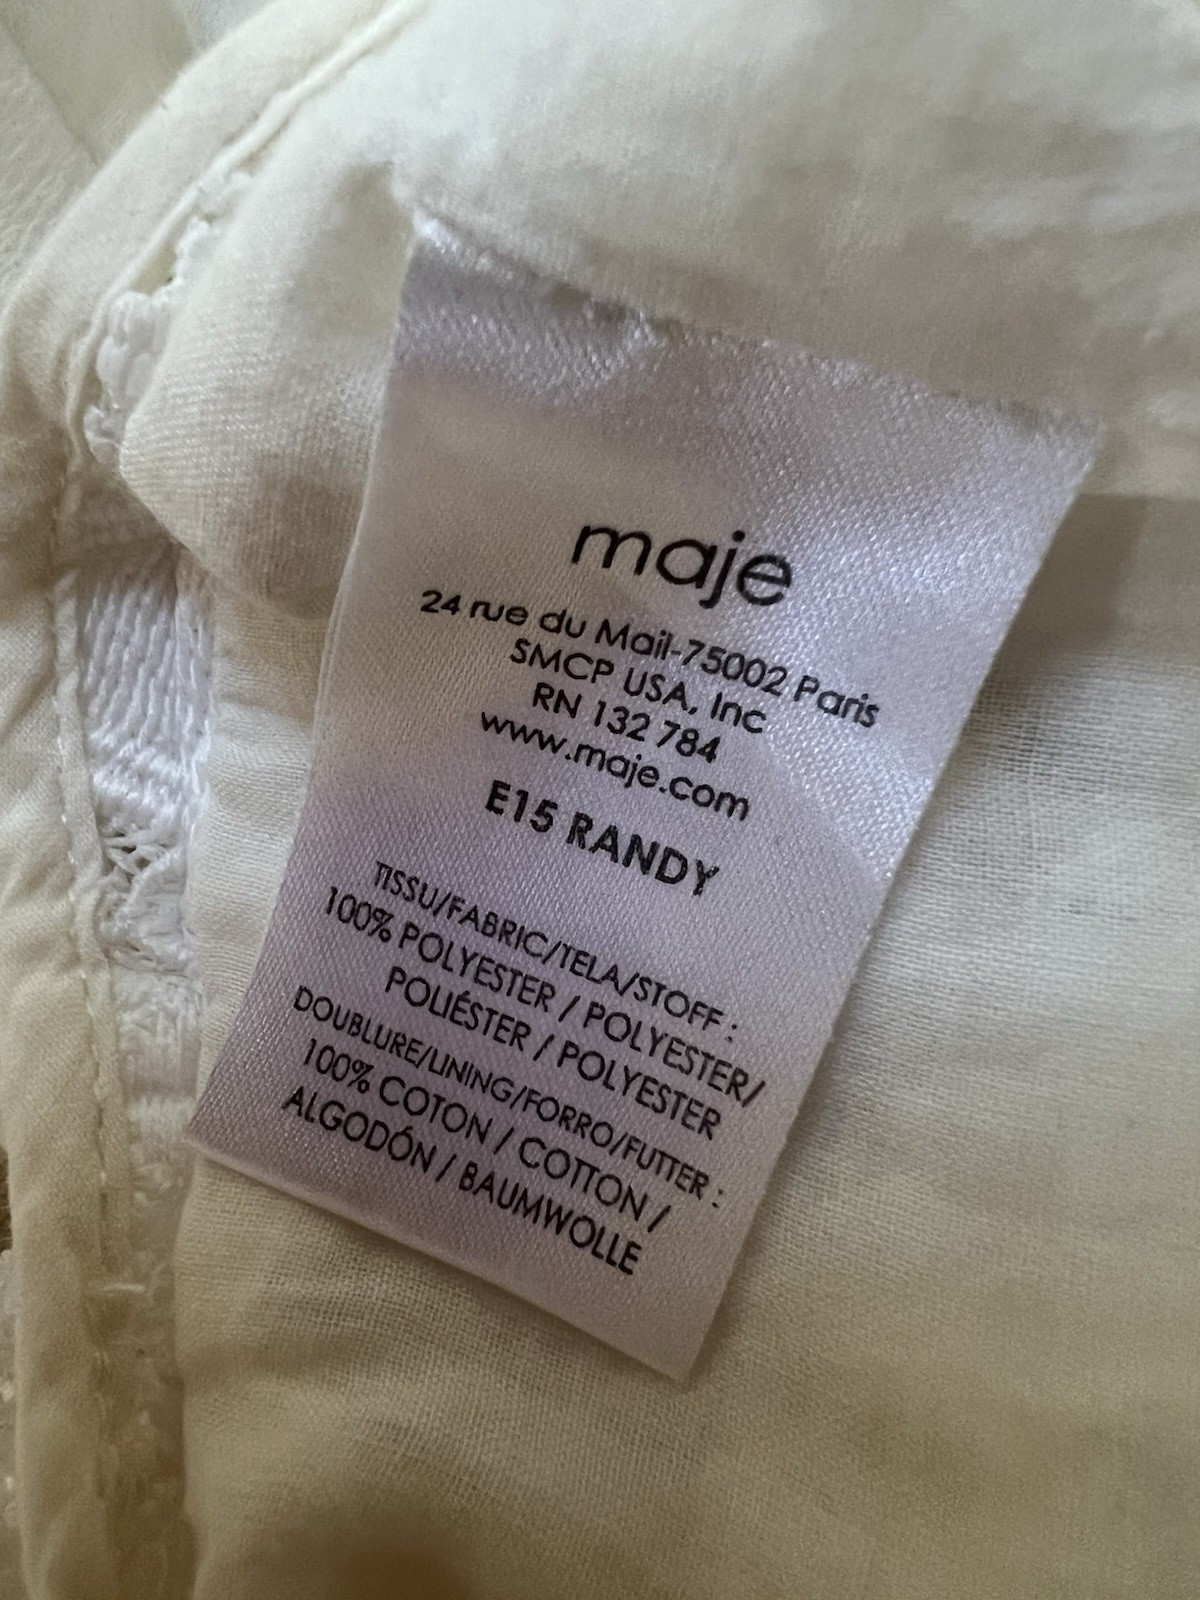 maje
24 rue du Mail-75002 Paris
SMCP USA, Inc
RN 132 784
www.maje.com
E15 RANDY
TISSU/FABRIC/TELA/STOFF :
100% POLYESTER / POLYESTER/
POLIÉSTER / POLYESTER
DOUBLURE/LINING/FORRO/FUTTER :
100% COTON / COTTON /
ALGODÓN / BAUMWOLLE